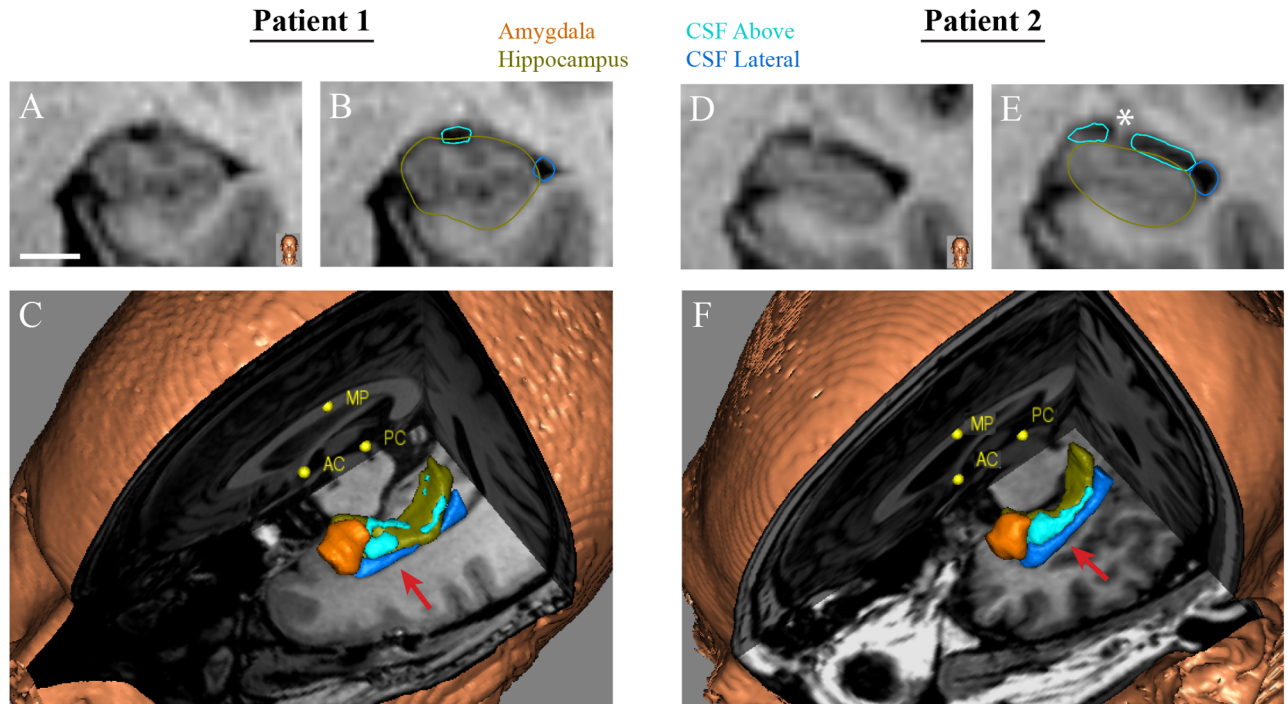 Patient 1
Amygdala
Hippocampus
CSF Above
CSF Lateral
Patient 2
A
B
D
E
*
C
MP
PC
AC
F
MP
PC
AC